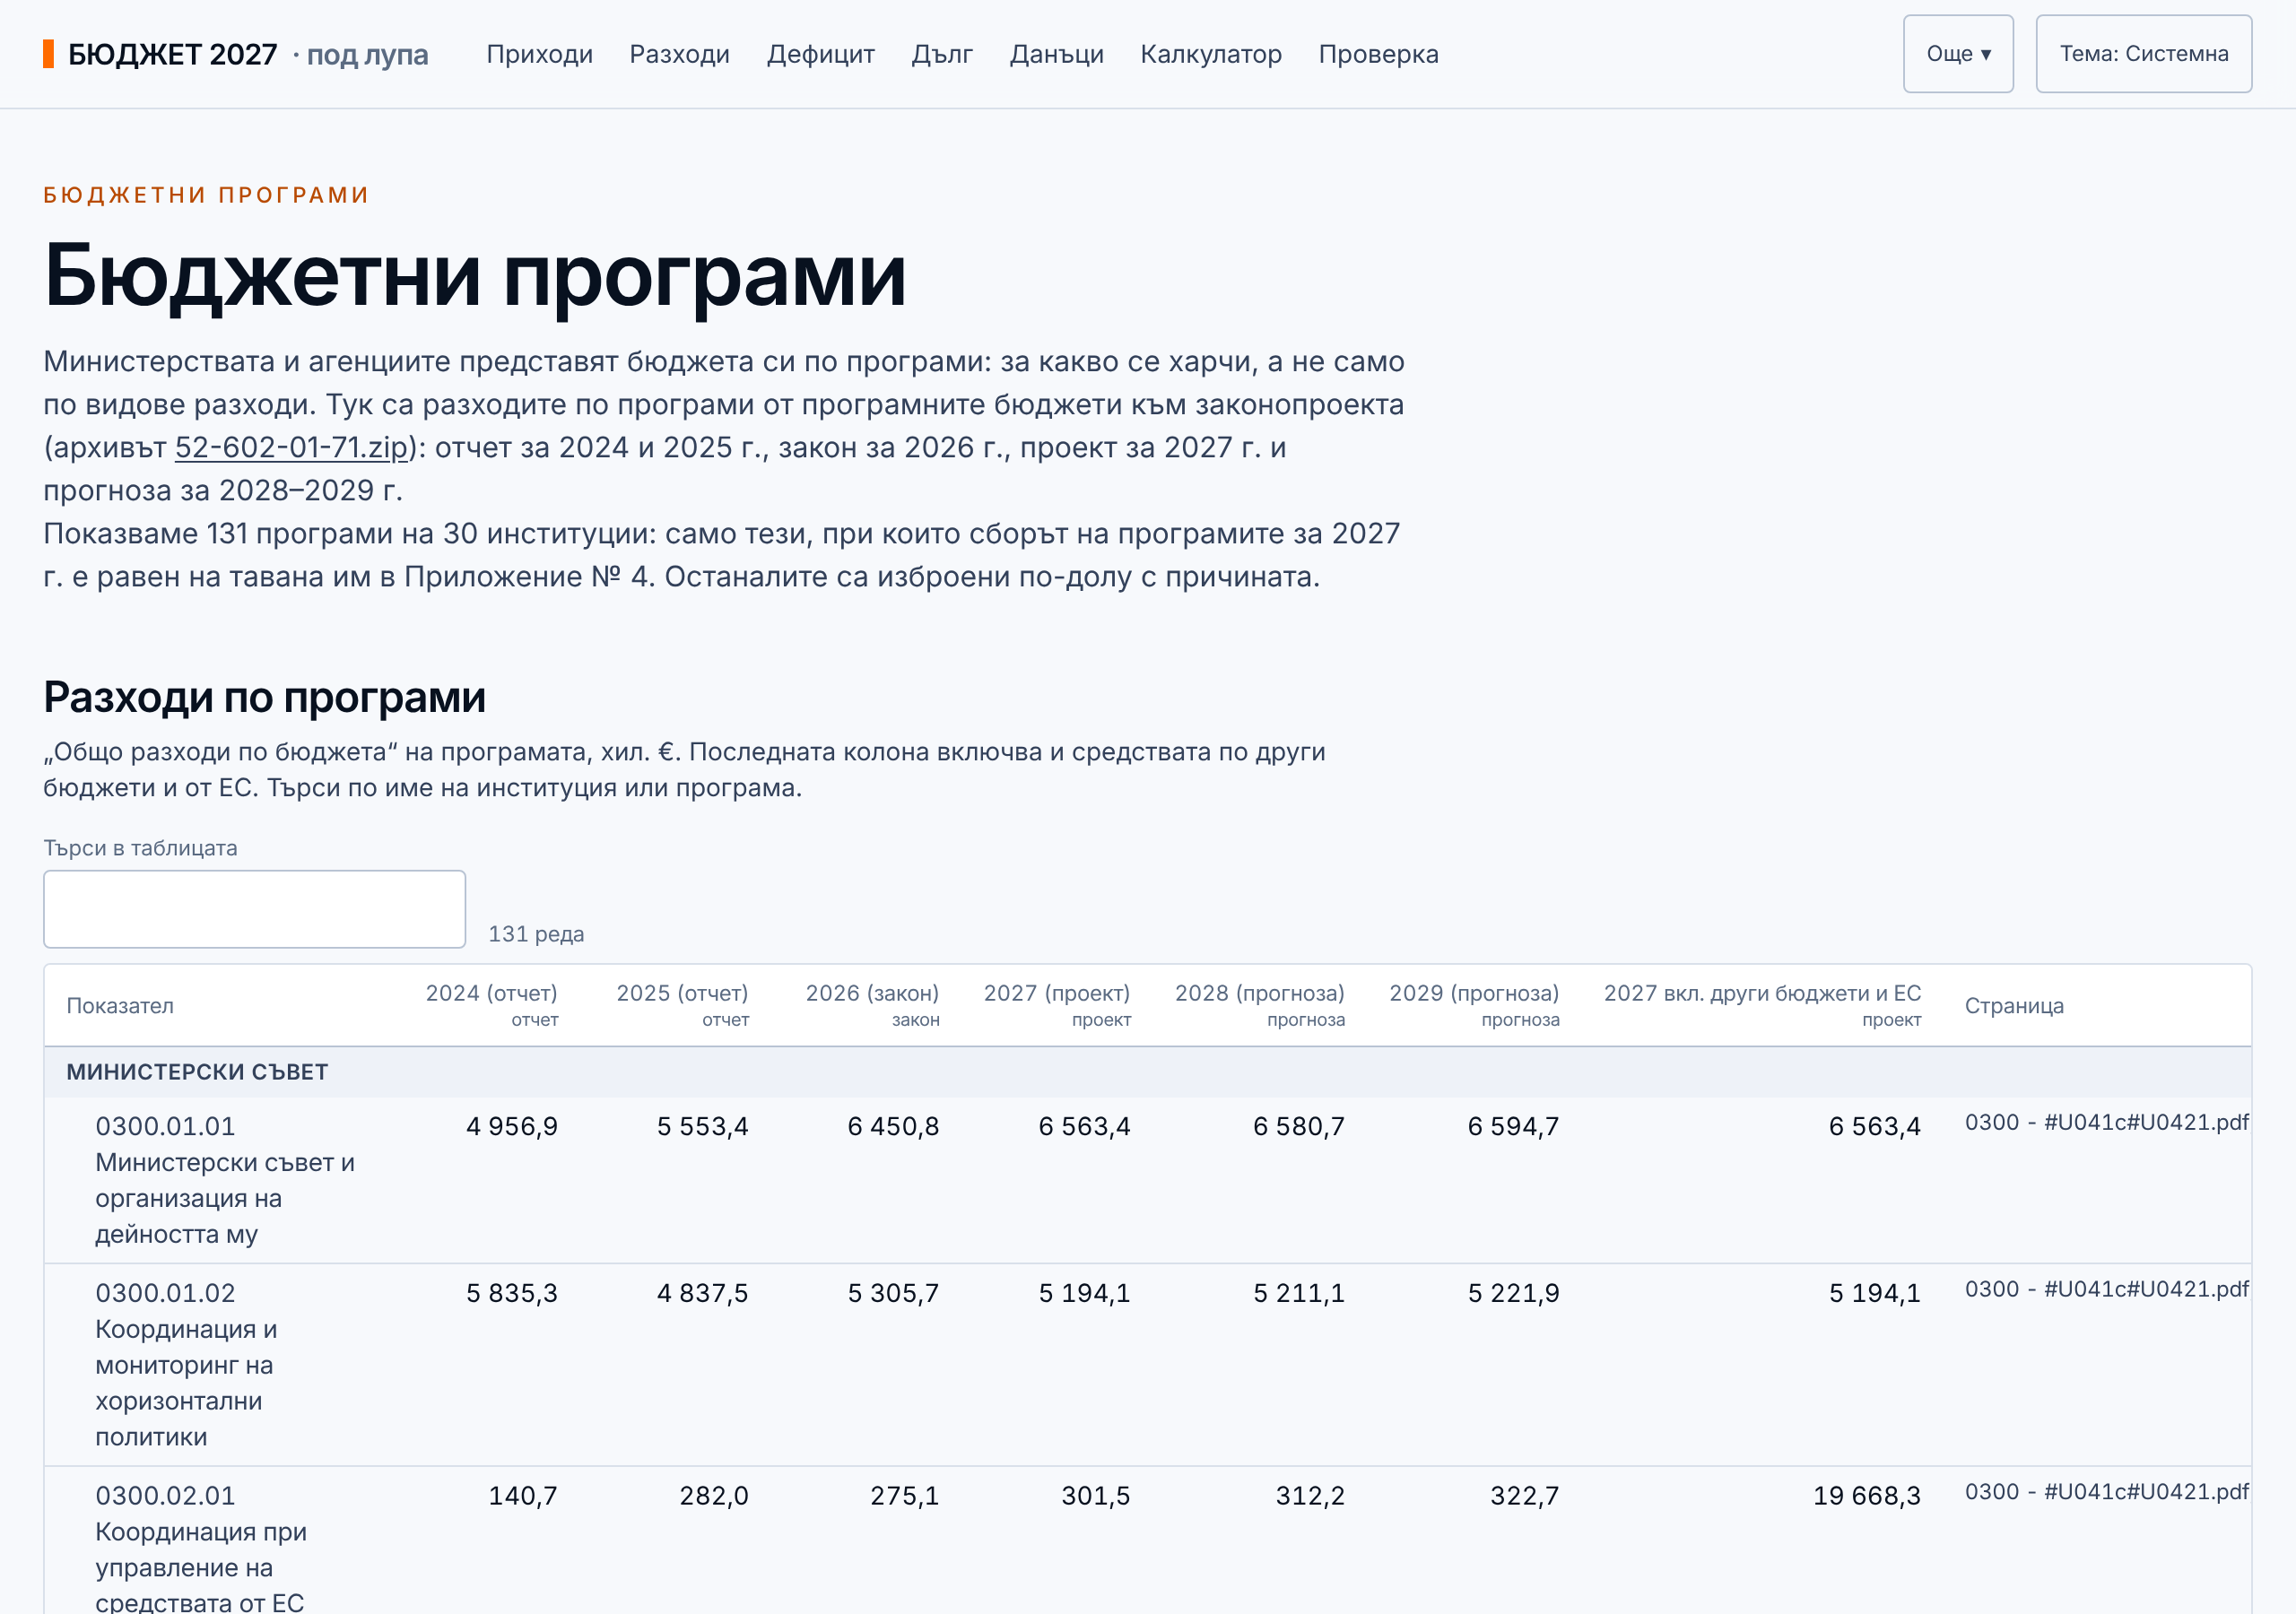 БЮДЖЕТ 2027 · под лупа Приходи Разходи Дефицит Дълг Данъци Калкулатор Проверка Още ▾ Тема: Системна
БЮДЖЕТНИ ПРОГРАМИ
Бюджетни програми
Министерствата и агенциите представят бюджета си по програми: за какво се харчи, а не само
по видове разходи. Тук са разходите по програми от програмните бюджети към законопроекта
(архивът 52-602-01-71.zip): отчет за 2024 и 2025 г., закон за 2026 г., проект за 2027 г. и
прогноза за 2028–2029 г.
Показваме 131 програми на 30 институции: само тези, при които сборът на програмите за 2027
г. е равен на тавана им в Приложение № 4. Останалите са изброени по-долу с причината.
Разходи по програми
„Общо разходи по бюджета“ на програмата, хил. €. Последната колона включва и средствата по други
бюджети и от ЕС. Търси по име на институция или програма.
Търси в таблицата
131 реда
Показател 2024 (отчет) 2025 (отчет) 2026 (закон) 2027 (проект) 2028 (прогноза) 2029 (прогноза) 2027 вкл. други бюджети и ЕС Страница
отчет отчет закон проект прогноза прогноза проект
МИНИСТЕРСКИ СЪВЕТ
0300.01.01 4 956,9 5 553,4 6 450,8 6 563,4 6 580,7 6 594,7 6 563,4 0300 - #U041c#U0421.pdf
Министерски съвет и
организация на
дейността му
0300.01.02 5 835,3 4 837,5 5 305,7 5 194,1 5 211,1 5 221,9 5 194,1 0300 - #U041c#U0421.pdf
Координация и
мониторинг на
хоризонтални
политики
0300.02.01 140,7 282,0 275,1 301,5 312,2 322,7 19 668,3 0300 - #U041c#U0421.pdf
Координация при
управление на
средствата от ЕС